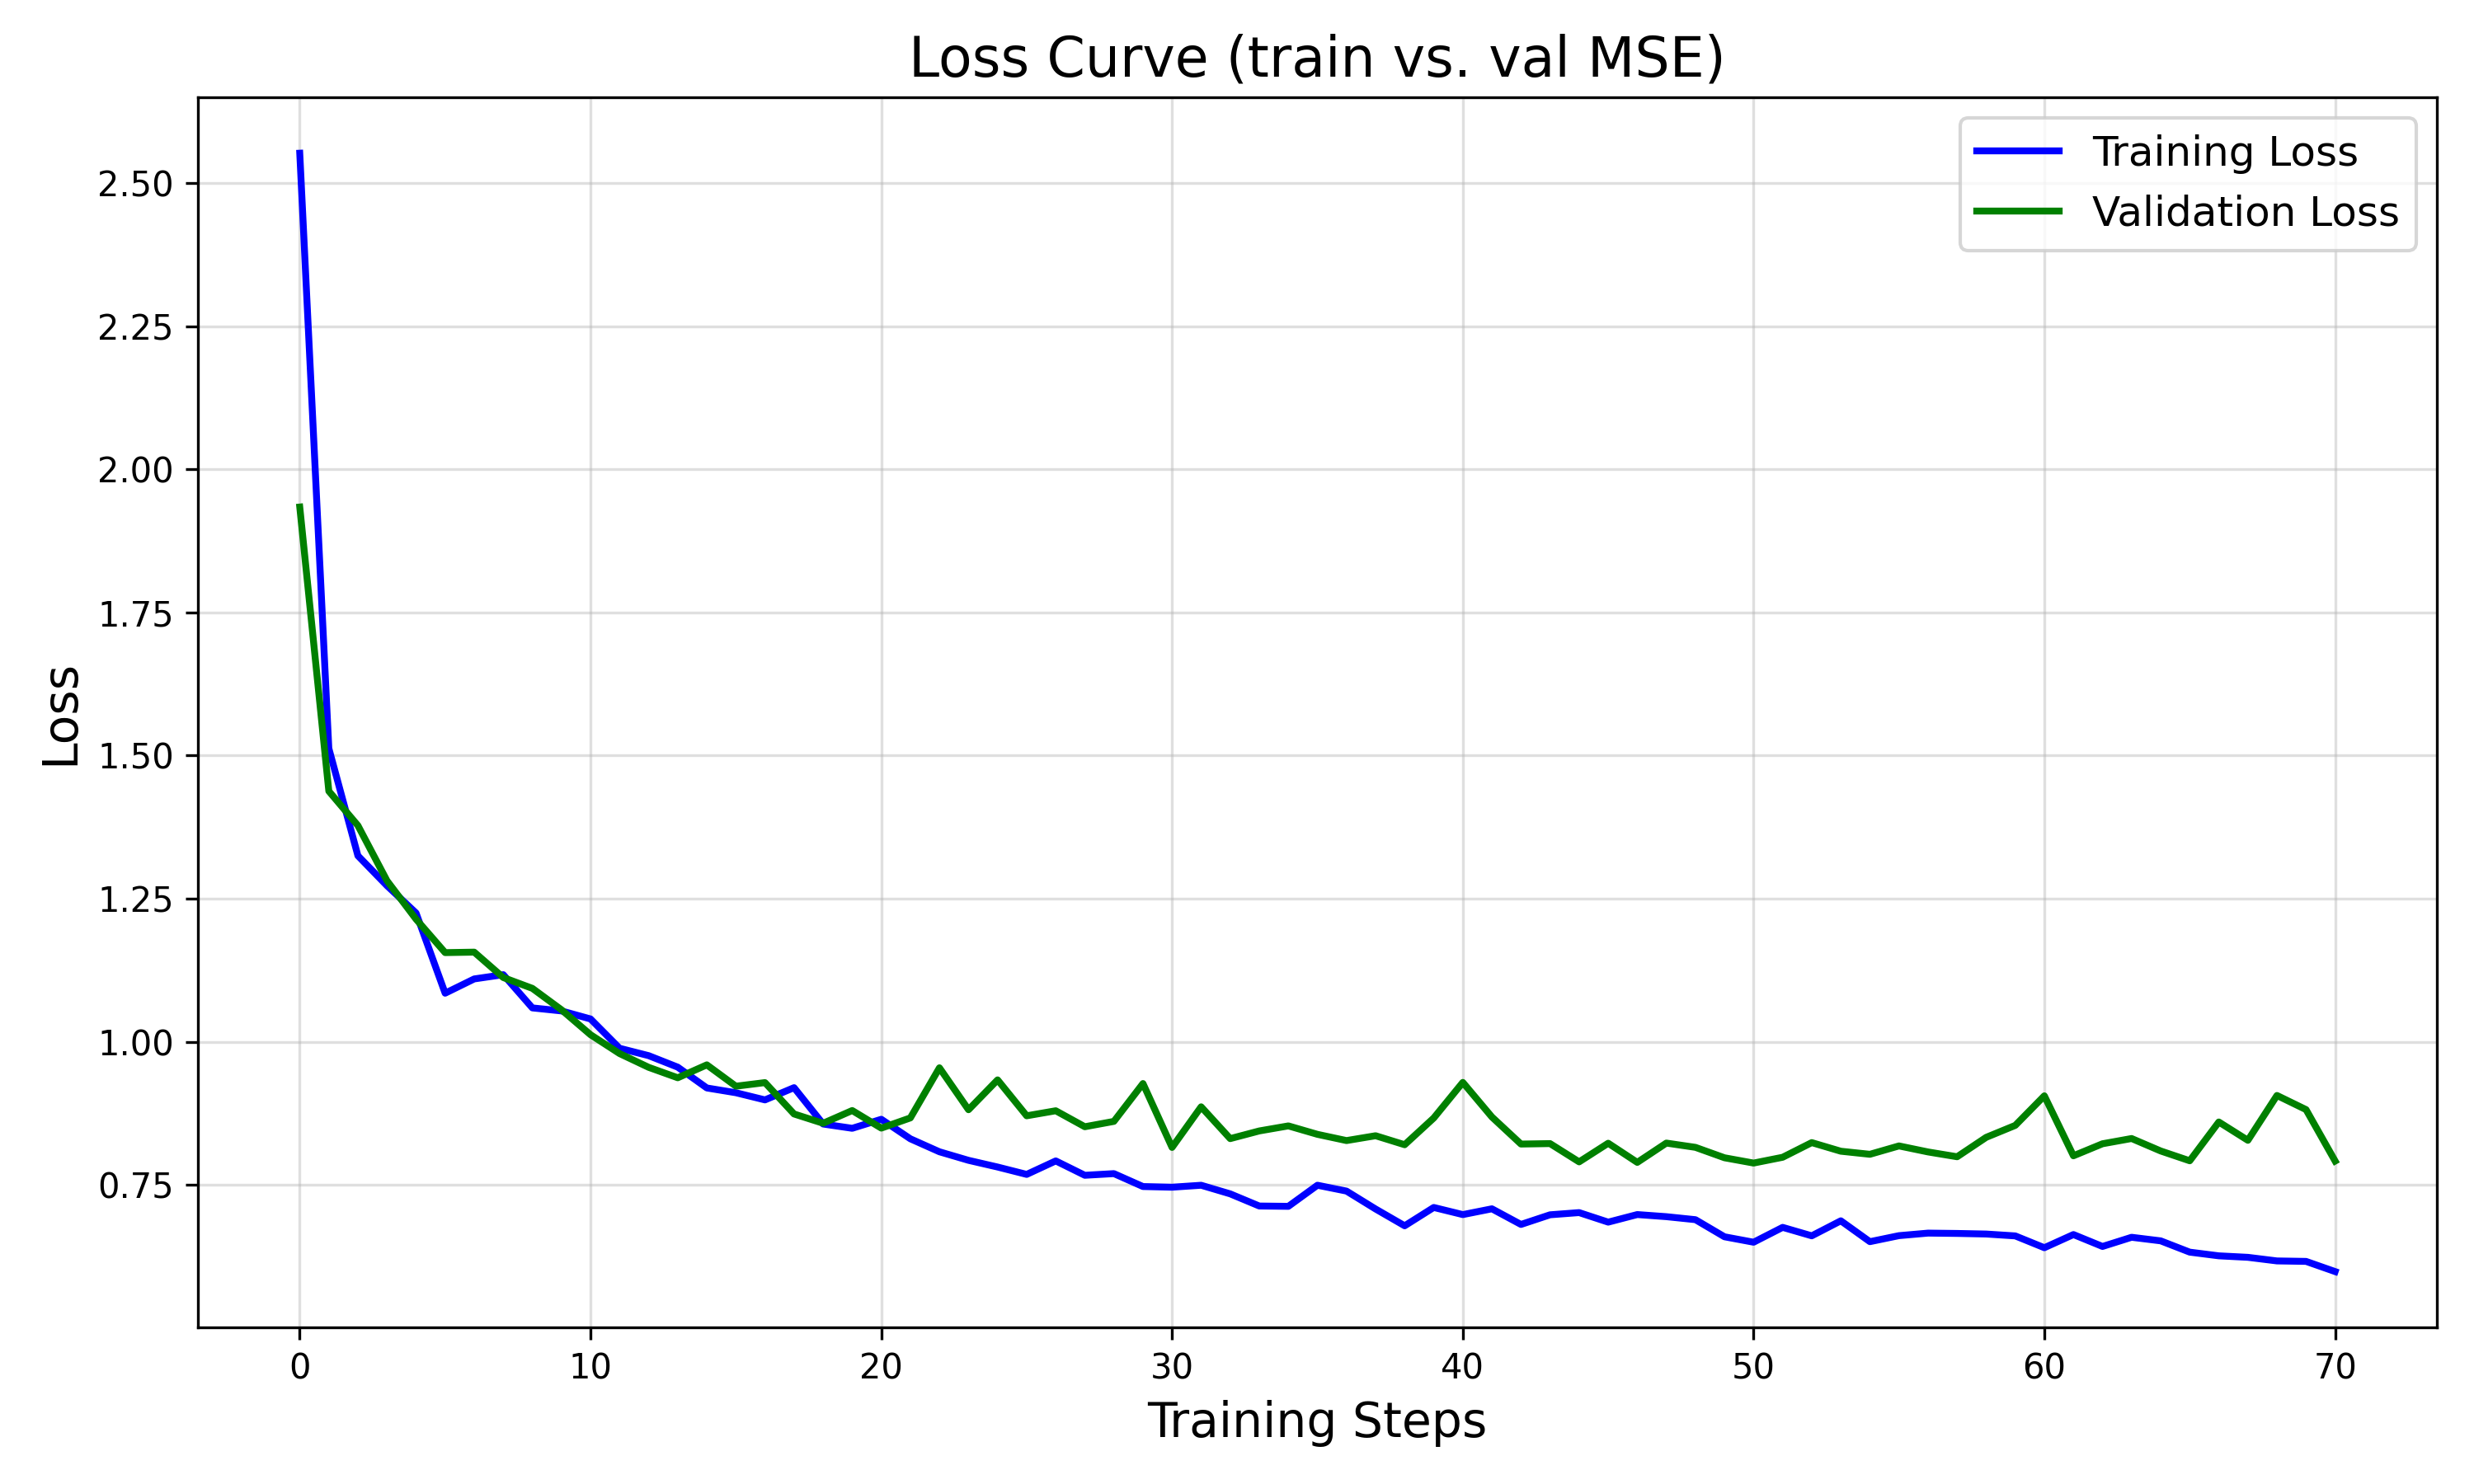 Loss Curve (train vs. val MSE)
Training Loss
Validation Loss
2.50
2.25
2.00
1.75
1.50
1.25
1.00
0.75
Loss
0 10 20 30 40 50 60 70
Training Steps